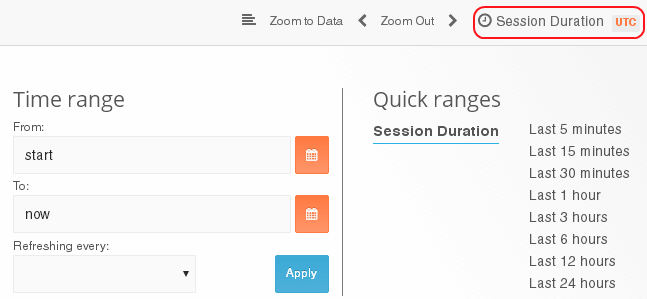 Zoom to Data Zoom Out Session Duration UTC
Time range
From:
start
To:
now
Refreshing every:
Apply
Quick ranges
Session Duration
Last 5 minutes
Last 15 minutes
Last 30 minutes
Last 1 hour
Last 3 hours
Last 6 hours
Last 12 hours
Last 24 hours